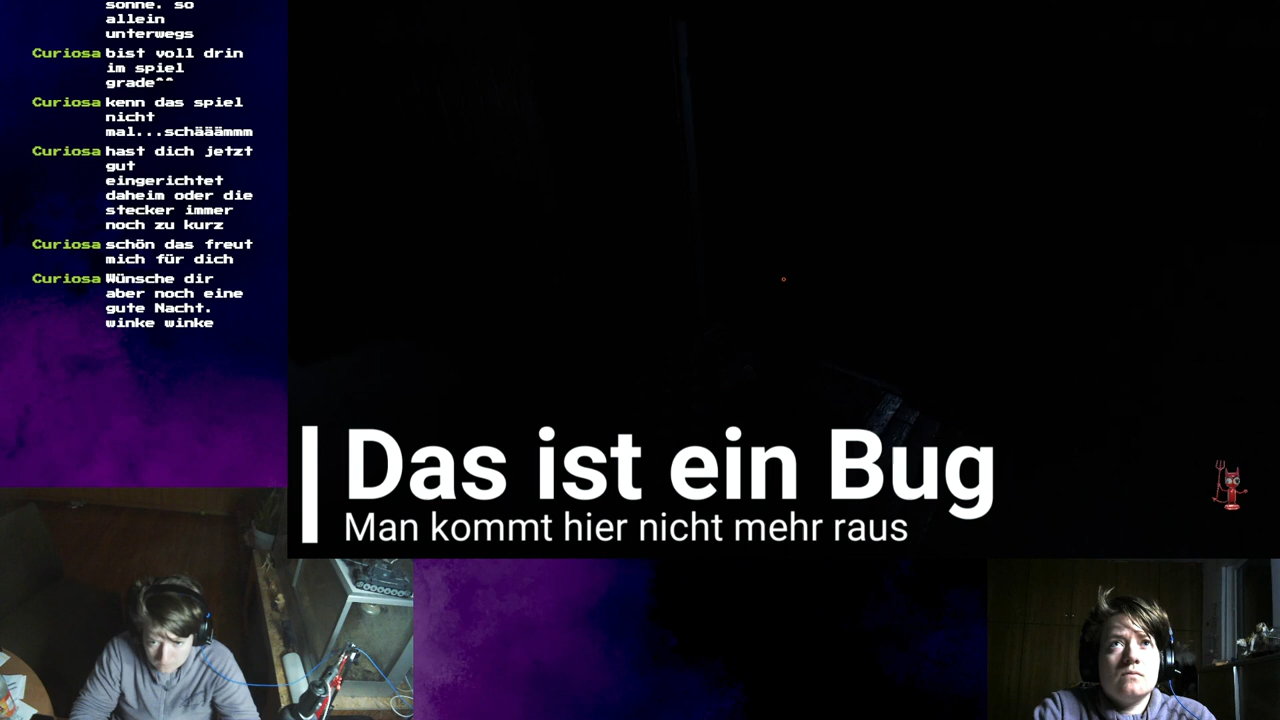 sonne. so
allein
unterwegs
Curiosa bist voll drin
im spiel
grade^^
Curiosa kenn das spiel
nicht
mal...schääämmm
Curiosa hast dich jetzt
gut
eingerichtet
daheim oder die
stecker immer
noch zu kurz
Curiosa schön das freut
mich für dich
Curiosa Wünsche dir
aber noch eine
gute Nacht.
winke winke
Das ist ein Bug
Man kommt hier nicht mehr raus